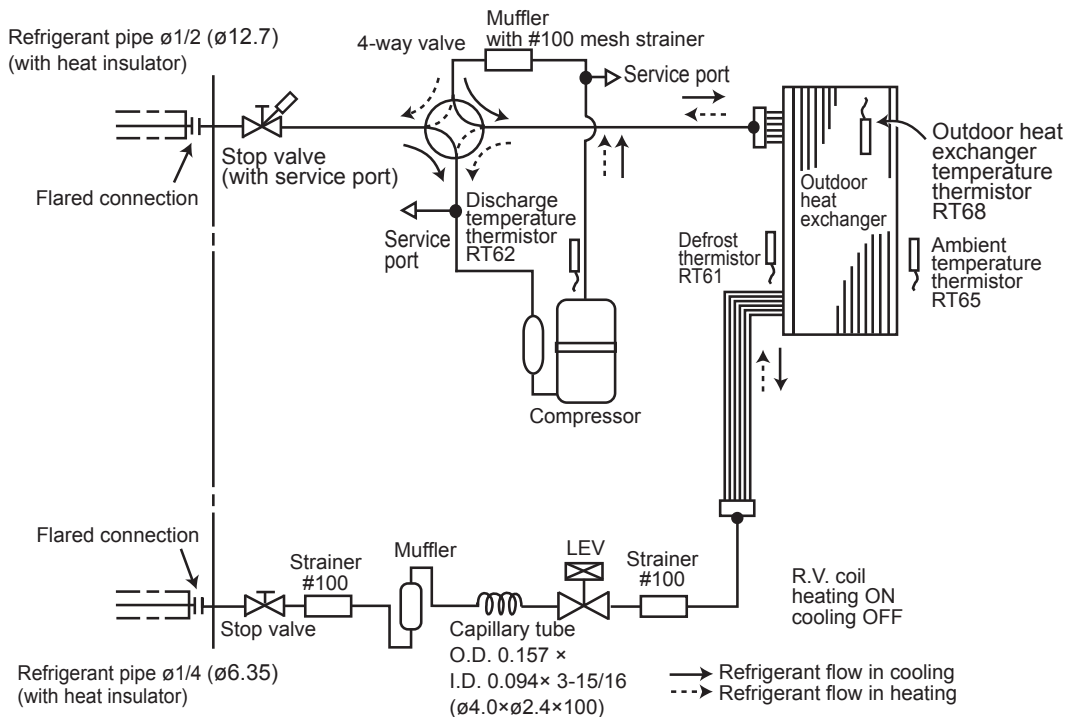 Refrigerant pipe ø1/2 (ø12.7)
(with heat insulator)
4-way valve
Muffler
with #100 mesh strainer
Service port
Flared connection
Stop valve
(with service port)
Service
port
Discharge
temperature
thermistor
RT62
Compressor
Outdoor
heat
exchanger
Outdoor heat
exchanger
temperature
thermistor
RT68
Defrost
thermistor
RT61
Ambient
temperature
thermistor
RT65
Flared connection
Stop valve
Strainer
#100
Muffler
Capillary tube
O.D. 0.157 ×
I.D. 0.094× 3-15/16
(ø4.0×ø2.4×100)
LEV
Strainer
#100
R.V. coil
heating ON
cooling OFF
Refrigerant pipe ø1/4 (ø6.35)
(with heat insulator)
Refrigerant flow in cooling
Refrigerant flow in heating